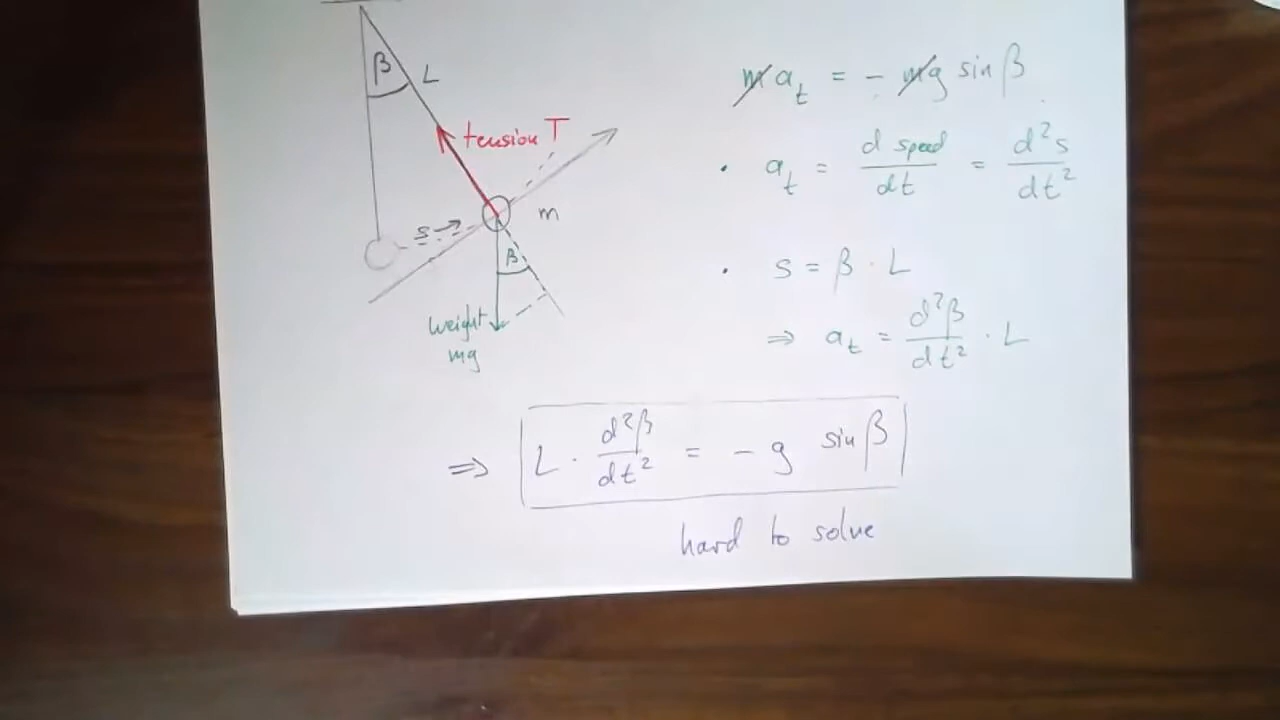 β L
tension T
s →
m
β
weight
mg
m a_t = - mg sin β
· a_t = d speed / dt = d²s / dt²
· s = β · L
⇒ a_t = d²β / dt² · L
⇒ L · d²β / dt² = - g sin β
hard to solve